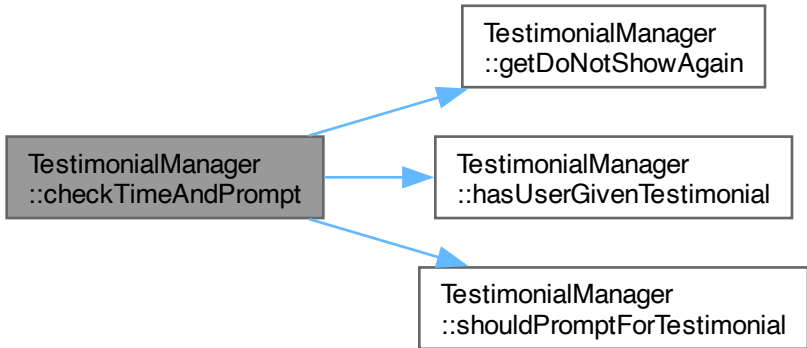 TestimonialManager
::getDoNotShowAgain
TestimonialManager
::checkTimeAndPrompt
TestimonialManager
::hasUserGivenTestimonial
TestimonialManager
::shouldPromptForTestimonial